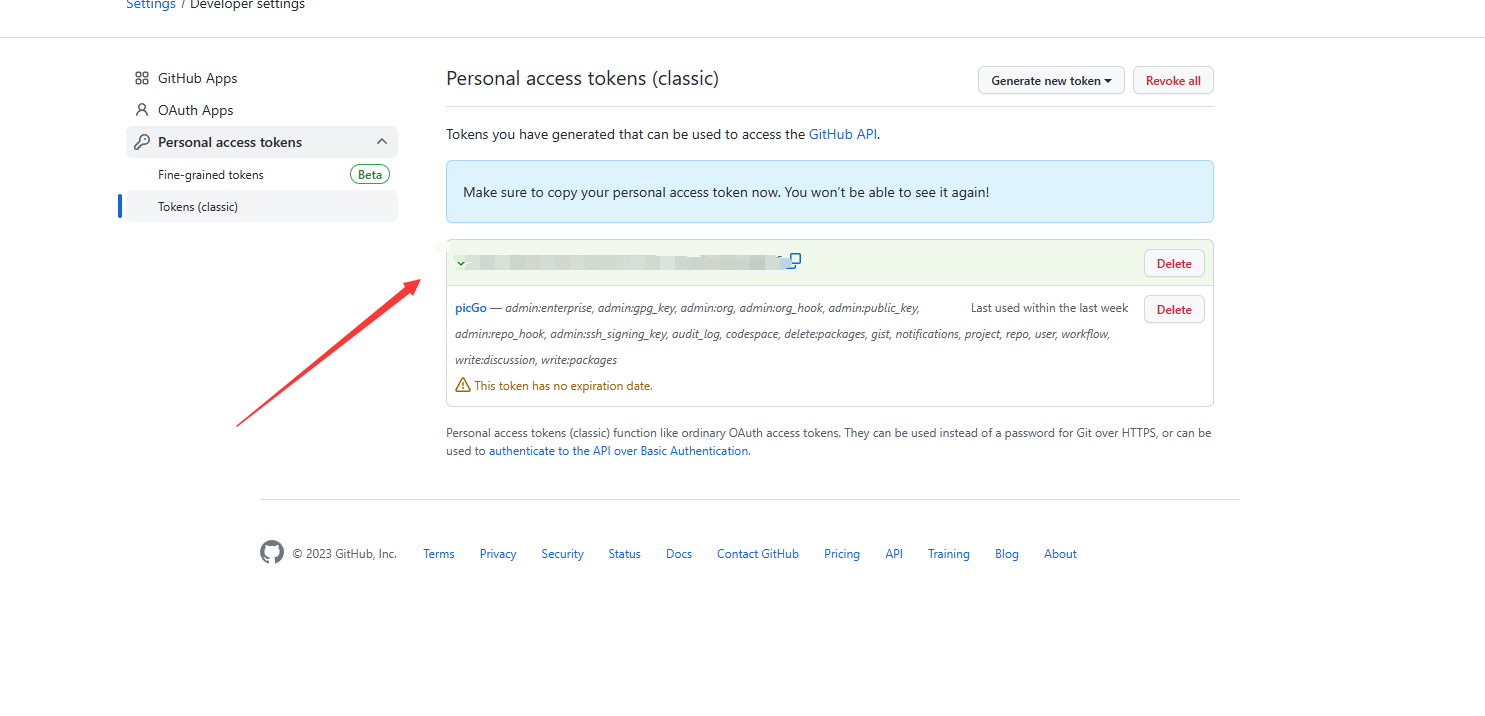 Settings / Developer settings
GitHub Apps
OAuth Apps
Personal access tokens
Fine-grained tokens Beta
Tokens (classic)
Personal access tokens (classic)
Generate new token
Revoke all
Tokens you have generated that can be used to access the GitHub API.
Make sure to copy your personal access token now. You won’t be able to see it again!
Delete
picGo — admin:enterprise, admin:gpg_key, admin:org, admin:org_hook, admin:public_key,
admin:repo_hook, admin:ssh_signing_key, audit_log, codespace, delete:packages, gist, notifications, project, repo, user, workflow,
write:discussion, write:packages
Last used within the last week
Delete
This token has no expiration date.
Personal access tokens (classic) function like ordinary OAuth access tokens. They can be used instead of a password for Git over HTTPS, or can be
used to authenticate to the API over Basic Authentication.
© 2023 GitHub, Inc. Terms Privacy Security Status Docs Contact GitHub Pricing API Training Blog About